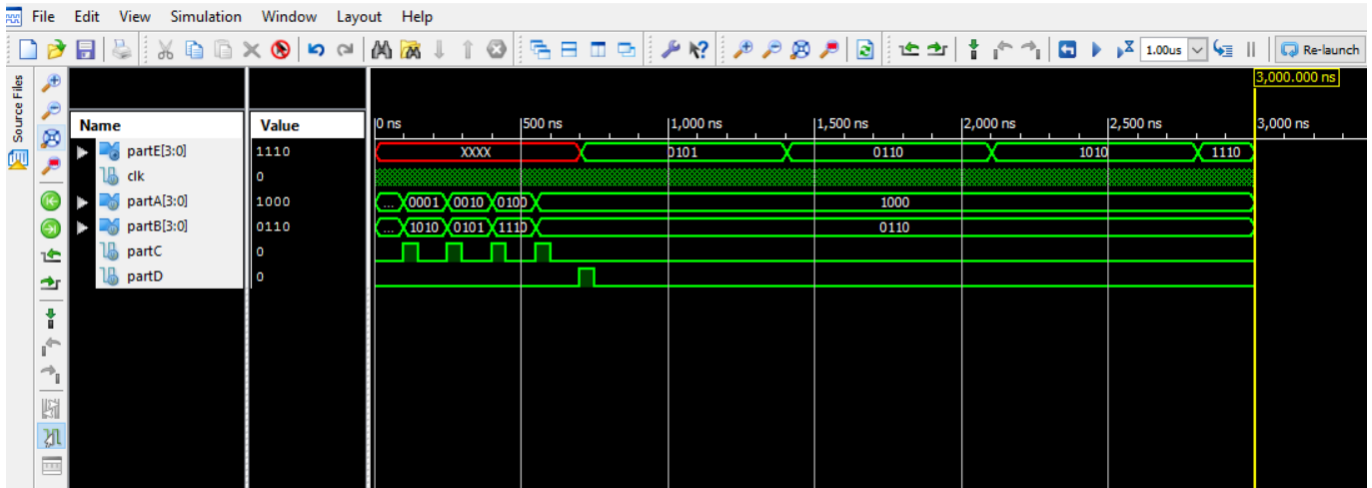 File Edit View Simulation Window Layout Help
1.00us Re-launch
3,000.000 ns
Source Files
Name Value 0 ns 500 ns 1,000 ns 1,500 ns 2,000 ns 2,500 ns 3,000 ns
partE[3:0] 1110 XXXX 0101 0110 1010 1110
clk 0
partA[3:0] 1000 ... 0001 0010 0100 1000
partB[3:0] 0110 ... 1010 0101 1110 0110
partC 0
partD 0